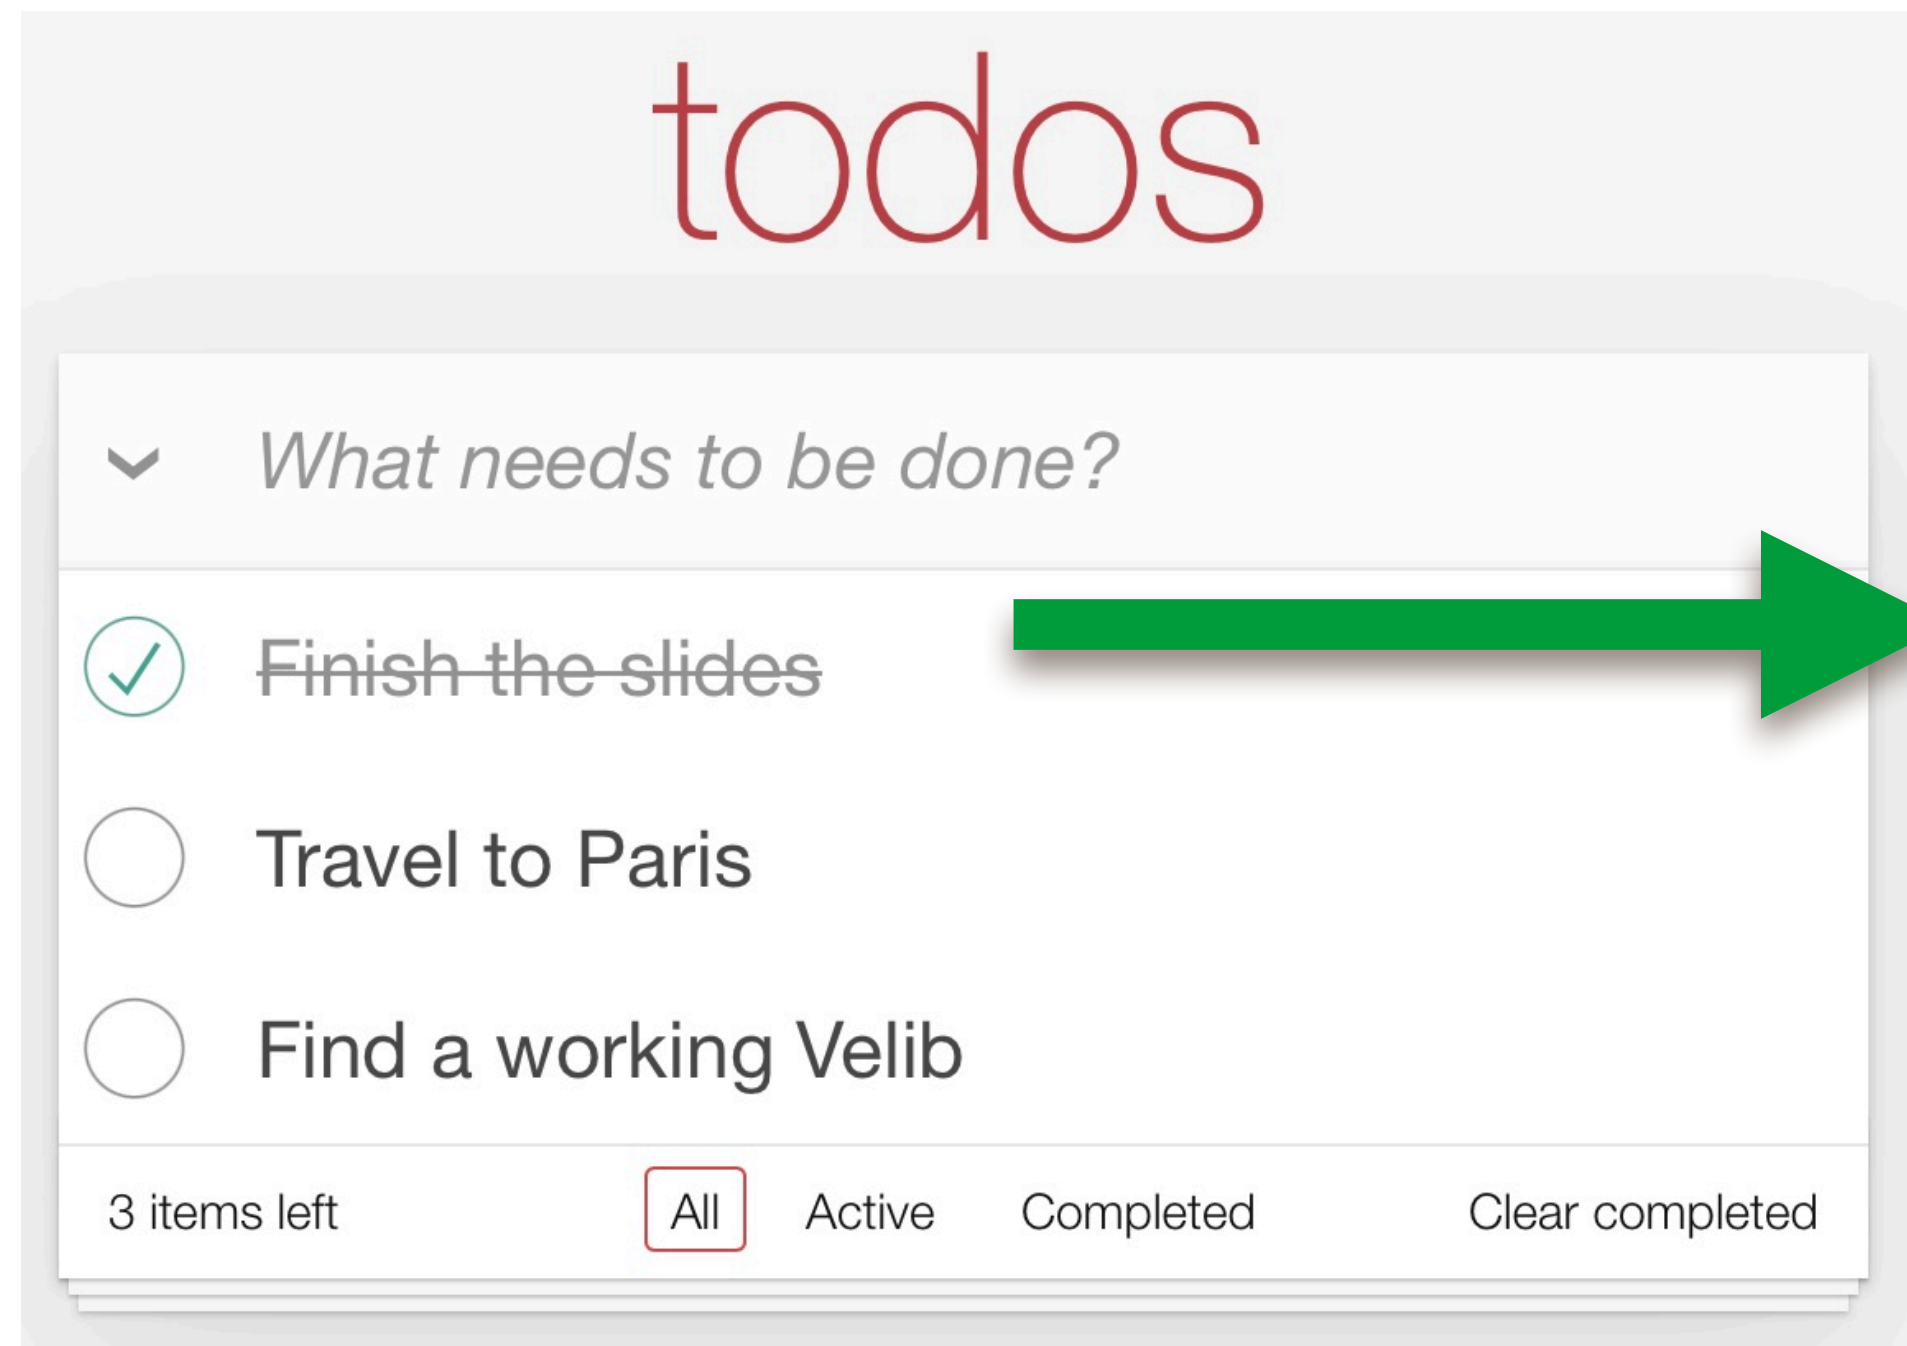 todos
What needs to be done?
Finish the slides
Travel to Paris
Find a working Velib
3 items left All Active Completed Clear completed